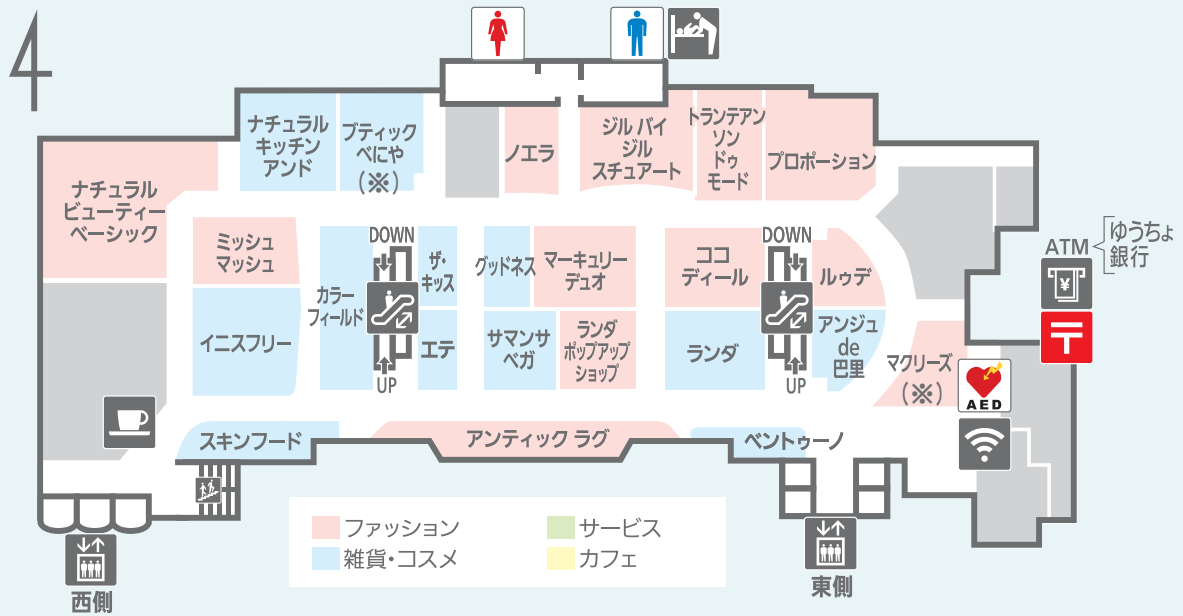 4
ナチュラル
キッチン
アンド
ブティック
べにや
(※)
ノエラ
ジル バイ
ジル
スチュアート
トランテアン
ソン
ドゥ
モード
プロポーション
ナチュラル
ビューティー
ベーシック
ミッシュ
マッシュ
イニスフリー
カラー
フィールド
DOWN
UP
ザ・
キッス
エテ
グッドネス
マーキュリー
デュオ
サマンサ
ベガ
ランダ
ポップアップ
ショップ
ココ
ディール
ランダ
DOWN
UP
ルゥデ
アンジュ
de
巴里
マクリーズ
(※)
ATM
ゆうちょ
銀行
¥
〒
AED
スキンフード
アンティック ラグ
ベントゥーノ
ファッション
雑貨・コスメ
サービス
カフェ
西側
東側